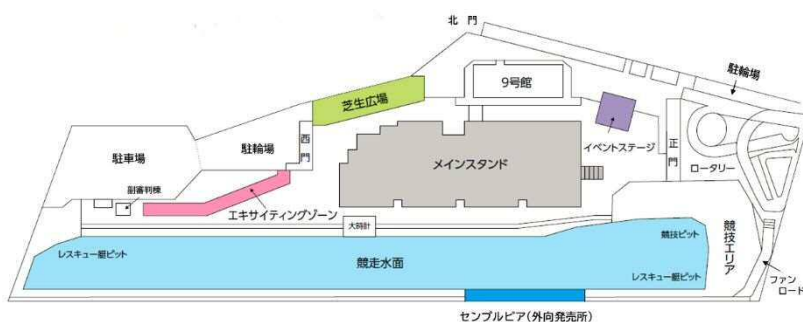 北門
駐輪場
9号館
芝生広場
イベントステージ
正門
ロータリー
西門
駐輪場
駐車場
メインスタンド
副審判棟
エキサイティングゾーン
大時計
競技エリア
競技ピット
レスキュー艇ピット
競走水面
レスキュー艇ピット
ファン
ロード
センプルピア(外向発売所)